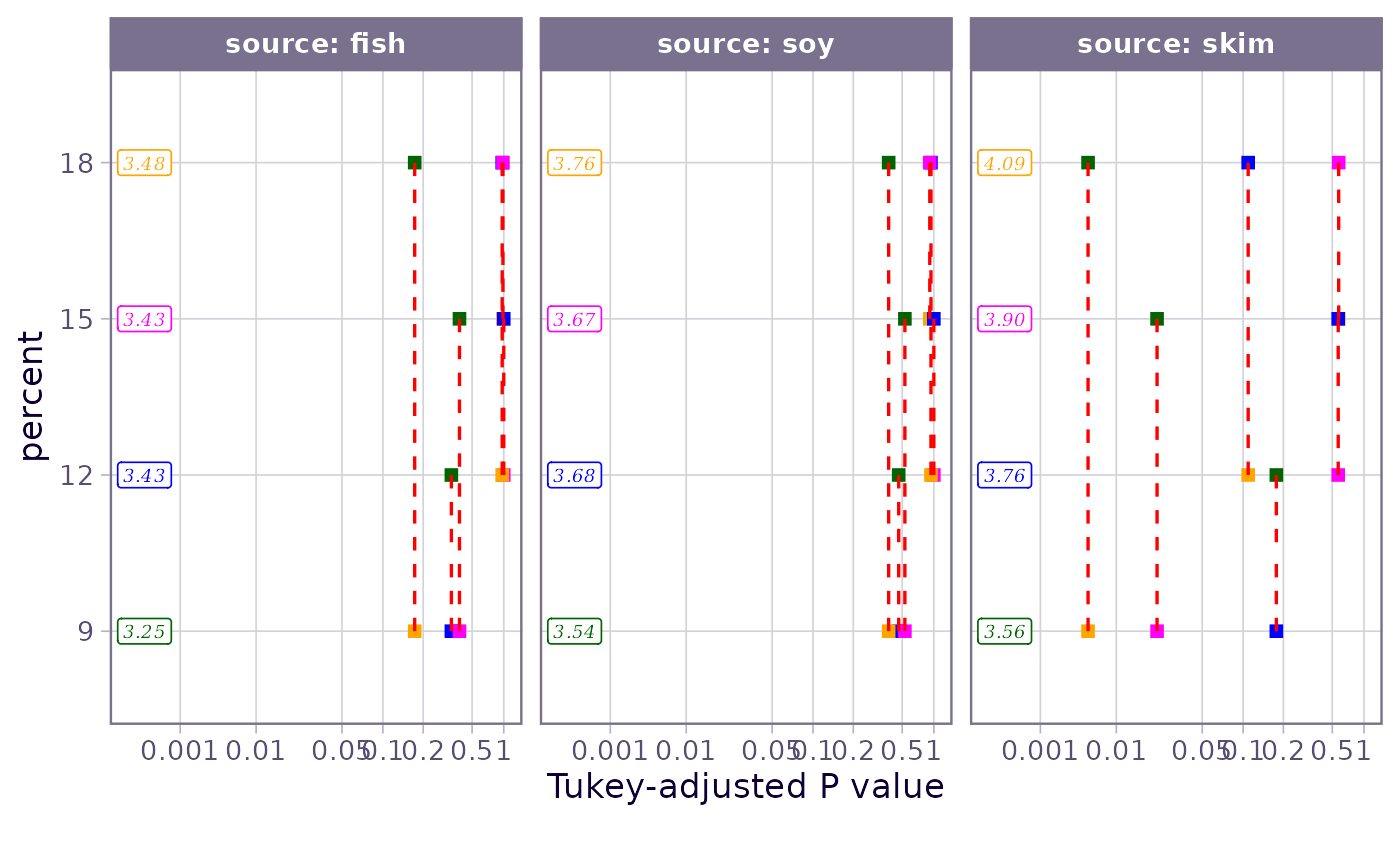 source: fish source: soy source: skim
18 3.48 3.76 4.09
15 3.43 3.67 3.90
percent
12 3.43 3.68 3.76
9 3.25 3.54 3.56
0.001 0.01 0.05 0.1 0.2 0.5 1 0.001 0.01 0.05 0.1 0.2 0.5 1 0.001 0.01 0.05 0.1 0.2 0.5 1
Tukey-adjusted P value